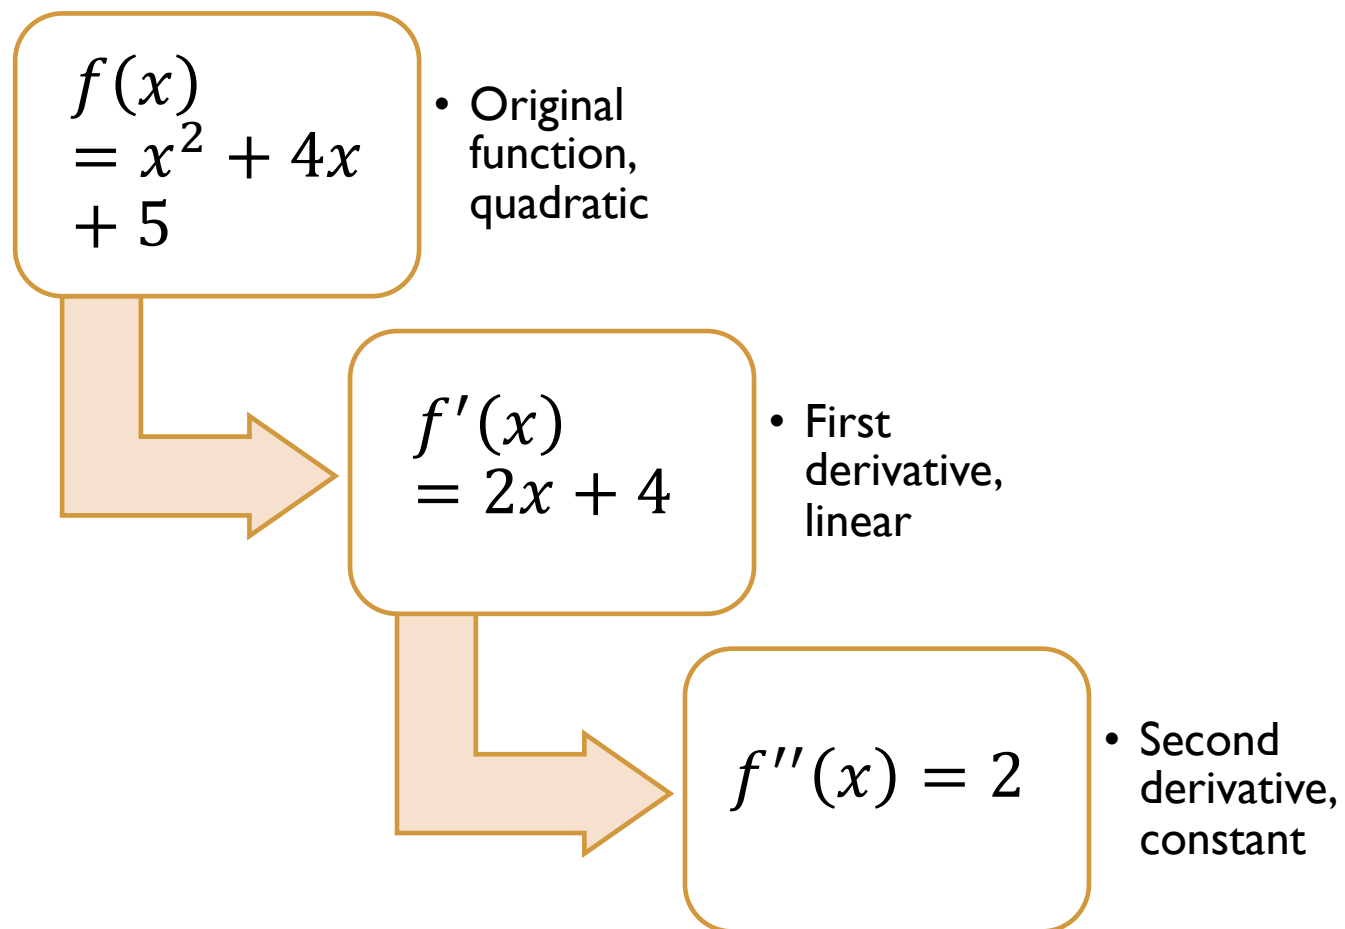 f(x)
= x² + 4x
+ 5
• Original
function,
quadratic
f′(x)
= 2x + 4
• First
derivative,
linear
f′′(x) = 2
• Second
derivative,
constant